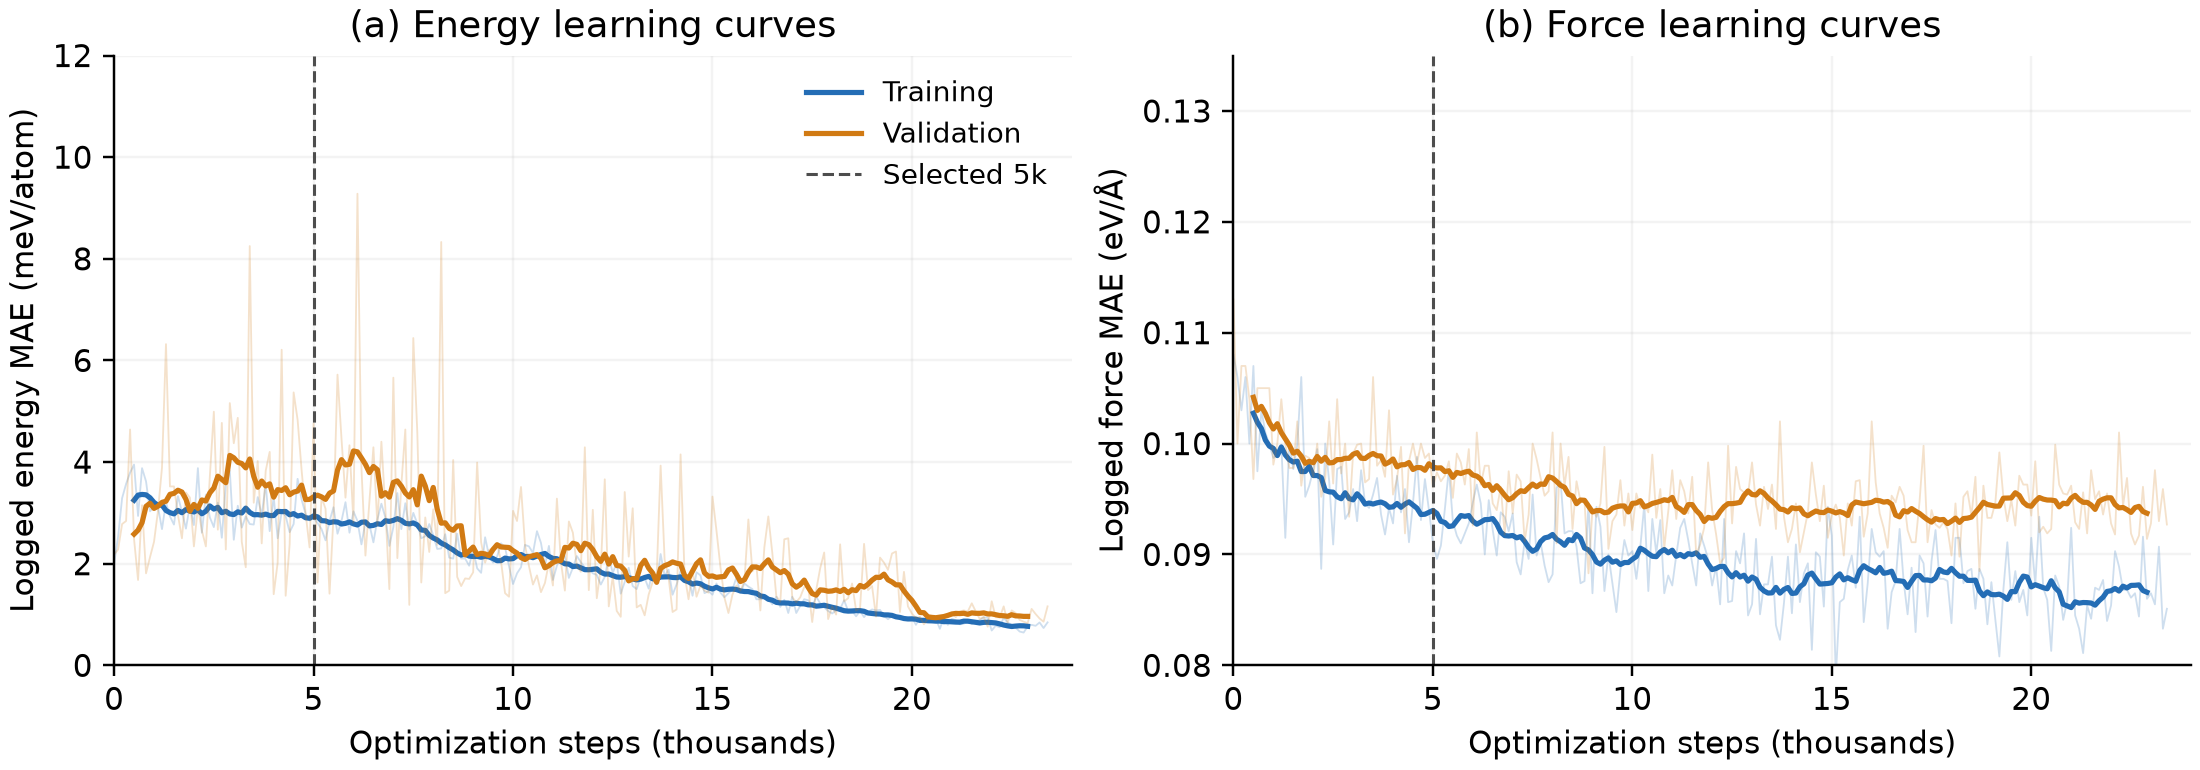 (a) Energy learning curves
Logged energy MAE (meV/atom)
12
10
8
6
4
2
0
0 5 10 15 20
Optimization steps (thousands)
Training
Validation
Selected 5k
(b) Force learning curves
Logged force MAE (eV/Å)
0.13
0.12
0.11
0.10
0.09
0.08
0 5 10 15 20
Optimization steps (thousands)